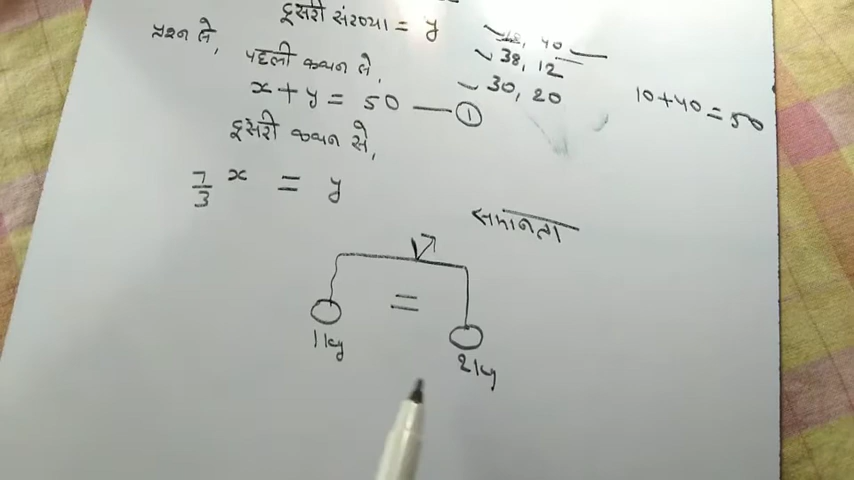 दूसरी संख्या = y
प्रश्न से,
पहली कथन से,
x + y = 50 —— ①
दूसरी कथन से,
7/3 x = y
40
38, 12
30, 20
10 + 40 = 50
समानता
=
1kg
2kg